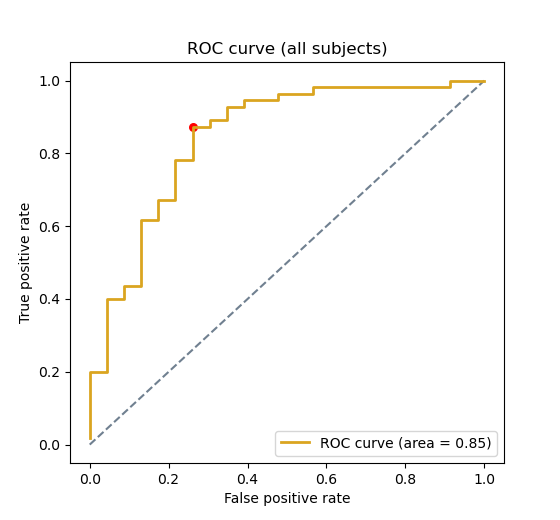 ROC curve (all subjects)
True positive rate
1.0
0.8
0.6
0.4
0.2
0.0
ROC curve (area = 0.85)
0.0 0.2 0.4 0.6 0.8 1.0
False positive rate